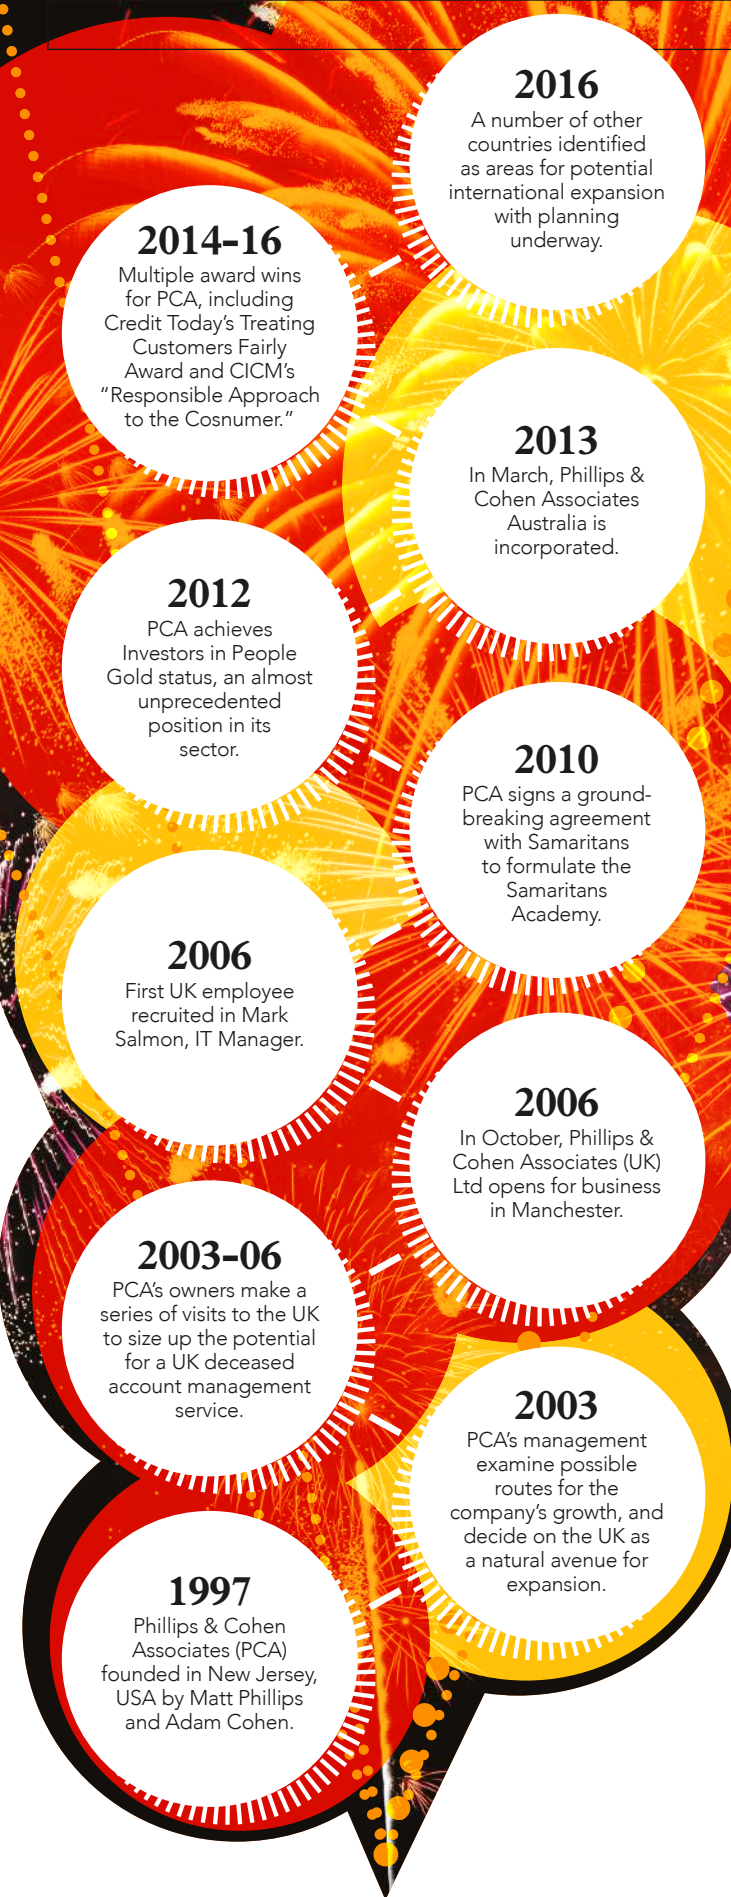 2016
A number of other
countries identified
as areas for potential
international expansion
with planning
underway.
2014-16
Multiple award wins
for PCA, including
Credit Today’s Treating
Customers Fairly
Award and CICM’s
“Responsible Approach
to the Cosnumer.”
2013
In March, Phillips &
Cohen Associates
Australia is
incorporated.
2012
PCA achieves
Investors in People
Gold status, an almost
unprecedented
position in its
sector.
2010
PCA signs a ground-
breaking agreement
with Samaritans
to formulate the
Samaritans
Academy.
2006
First UK employee
recruited in Mark
Salmon, IT Manager.
2006
In October, Phillips &
Cohen Associates (UK)
Ltd opens for business
in Manchester.
2003-06
PCA’s owners make a
series of visits to the UK
to size up the potential
for a UK deceased
account management
service.
2003
PCA’s management
examine possible
routes for the
company’s growth, and
decide on the UK as
a natural avenue for
expansion.
1997
Phillips & Cohen
Associates (PCA)
founded in New Jersey,
USA by Matt Phillips
and Adam Cohen.